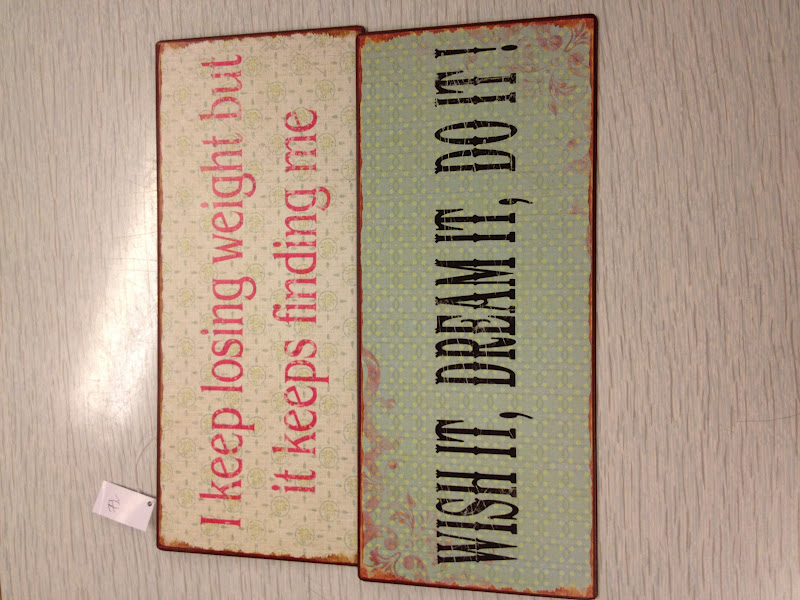 I keep losing weight but
it keeps finding me
WISH IT, DREAM IT, DO IT!